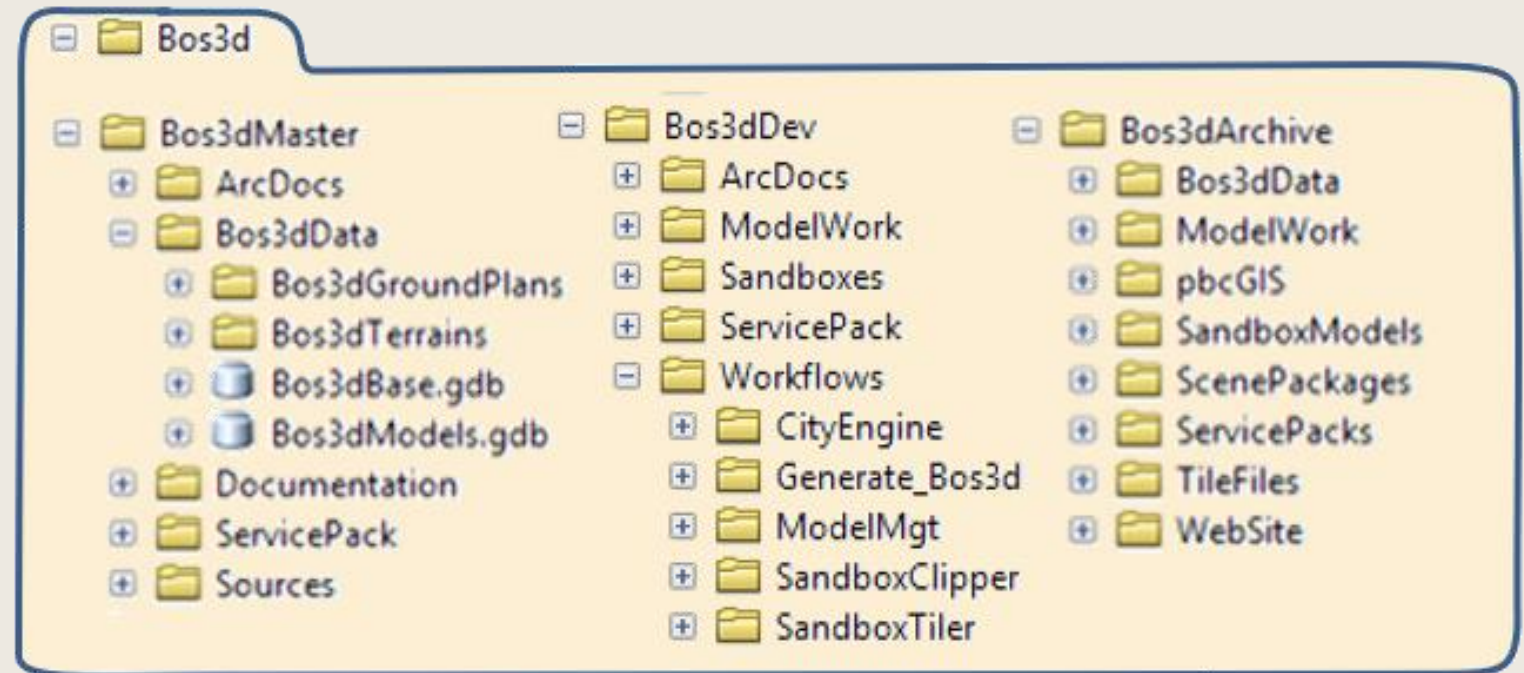 Bos3d
Bos3dMaster
ArcDocs
Bos3dData
Bos3dGroundPlans
Bos3dTerrains
Bos3dBase.gdb
Bos3dModels.gdb
Documentation
ServicePack
Sources
Bos3dDev
ArcDocs
ModelWork
Sandboxes
ServicePack
Workflows
CityEngine
Generate_Bos3d
ModelMgt
SandboxClipper
SandboxTiler
Bos3dArchive
Bos3dData
ModelWork
pbcGIS
SandboxModels
ScenePackages
ServicePacks
TileFiles
WebSite